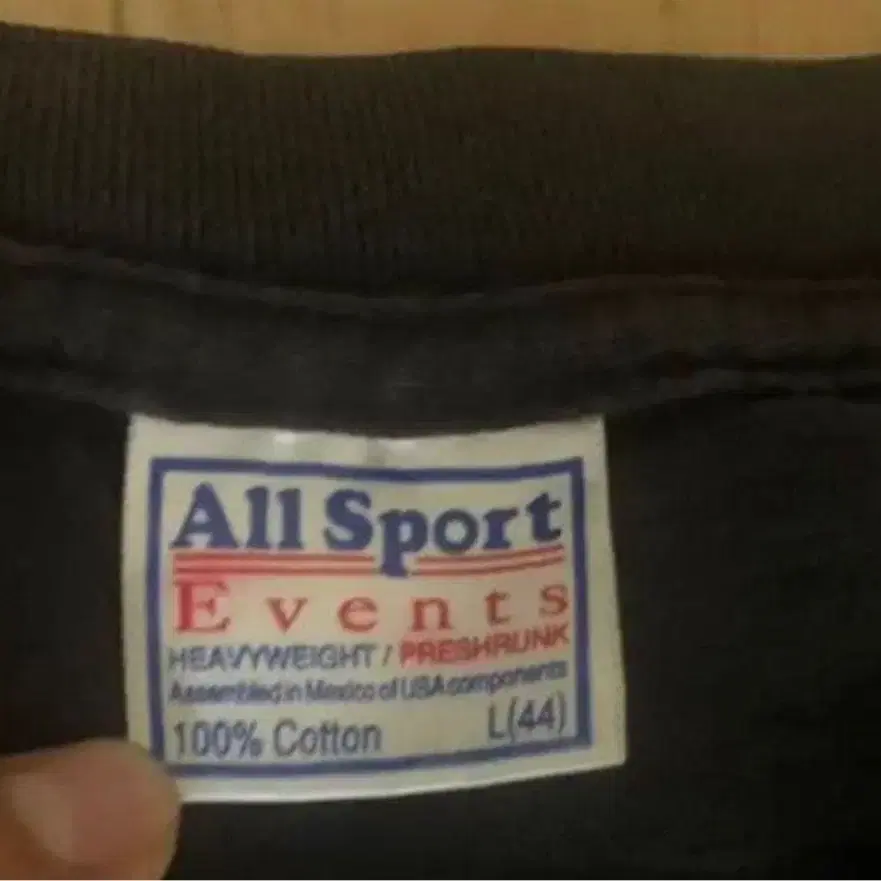 All Sport
Events
HEAVYWEIGHT / PRESHRUNK
Assembled in Mexico of USA components
100% Cotton L(44)